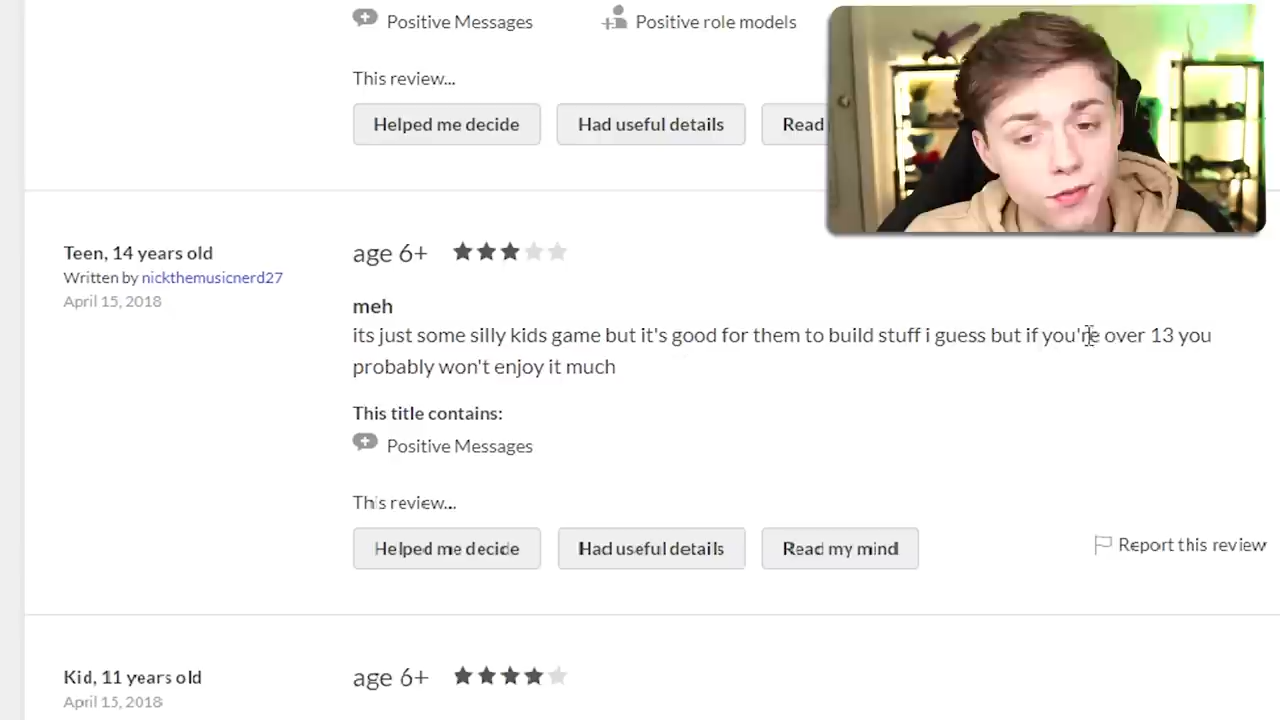 Positive Messages
Positive role models
This review...
Helped me decide
Had useful details
Read
Teen, 14 years old
Written by nickthemusicnerd27
April 15, 2018
age 6+
meh
its just some silly kids game but it's good for them to build stuff i guess but if you're over 13 you
probably won't enjoy it much
This title contains:
Positive Messages
This review...
Helped me decide
Had useful details
Read my mind
Report this review
Kid, 11 years old
April 15, 2018
age 6+